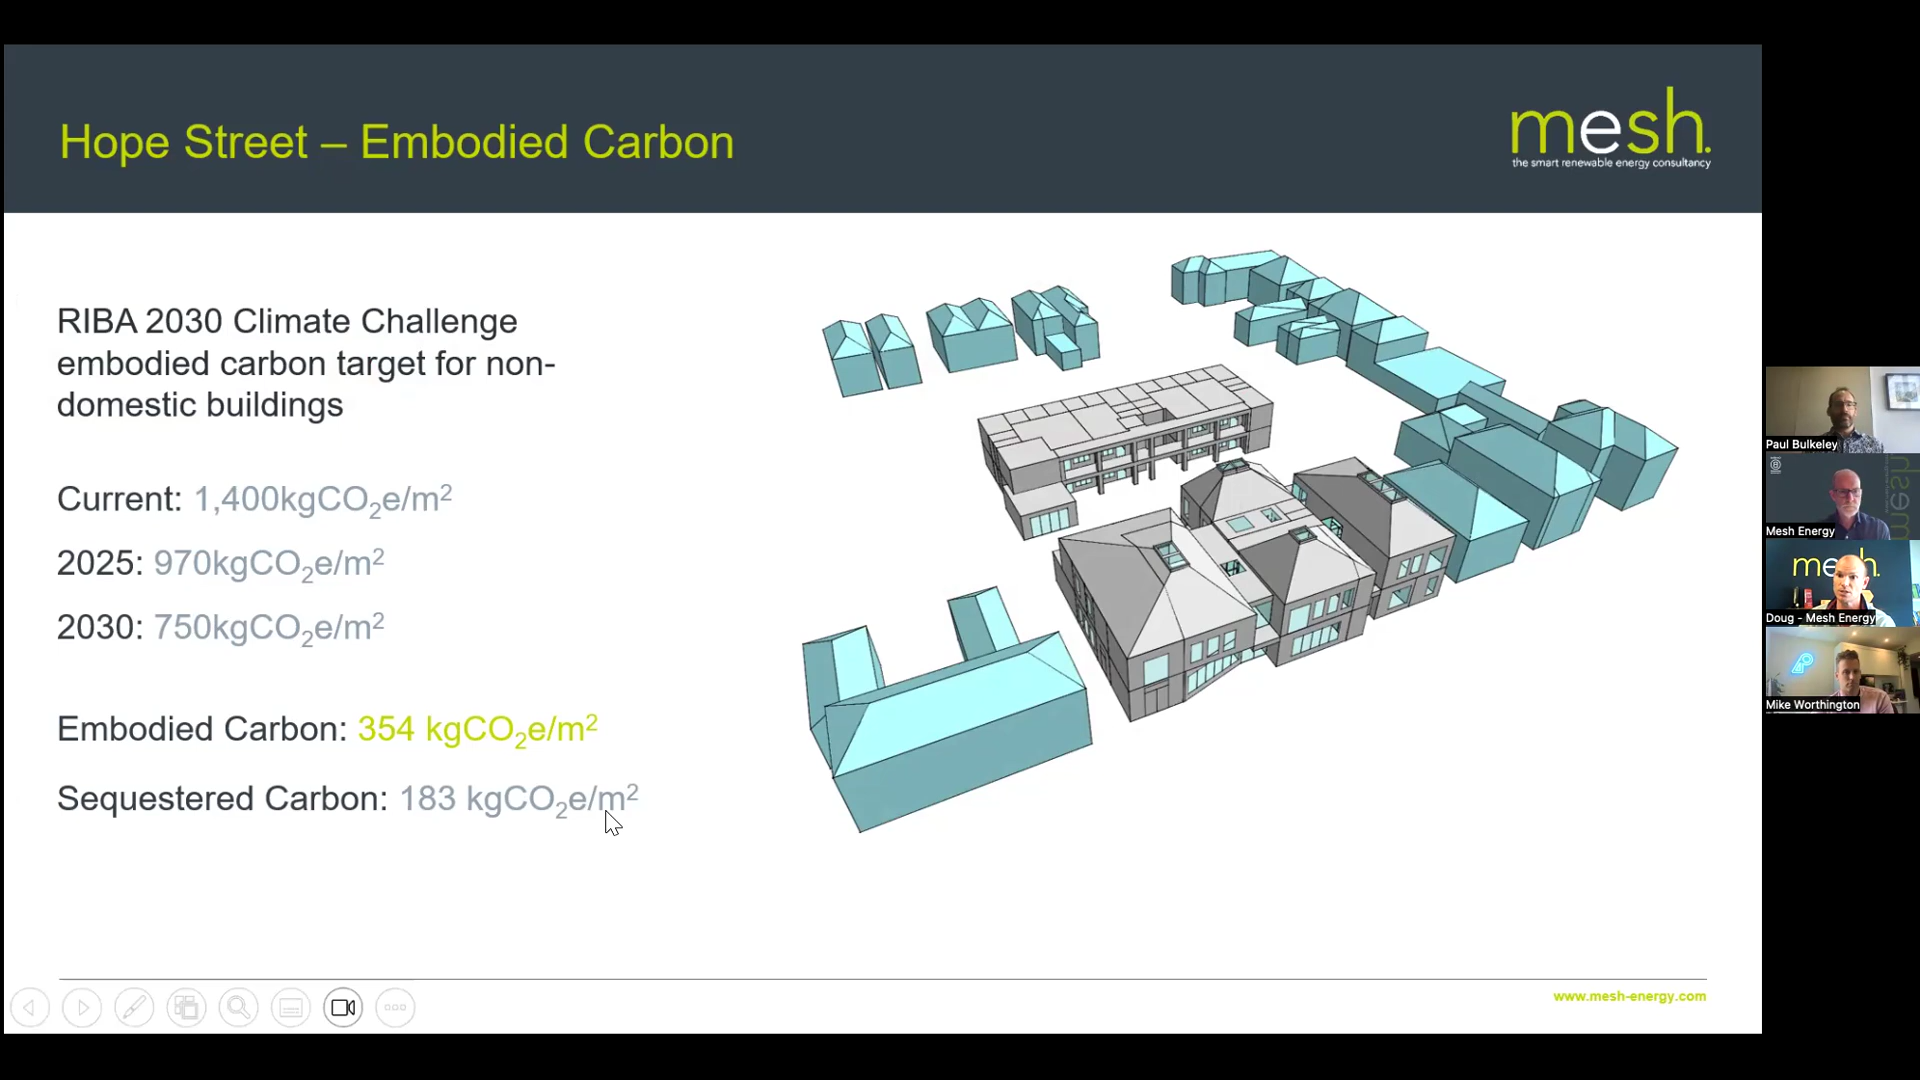 Hope Street – Embodied Carbon
mesh.
the smart renewable energy consultancy
RIBA 2030 Climate Challenge
embodied carbon target for non-
domestic buildings
Current: 1,400kgCO₂e/m²
2025: 970kgCO₂e/m²
2030: 750kgCO₂e/m²
Embodied Carbon: 354 kgCO₂e/m²
Sequestered Carbon: 183 kgCO₂e/m²
www.mesh-energy.com
Paul Bulkeley
mesh
Mesh Energy
mesh.
Doug - Mesh Energy
Mike Worthington